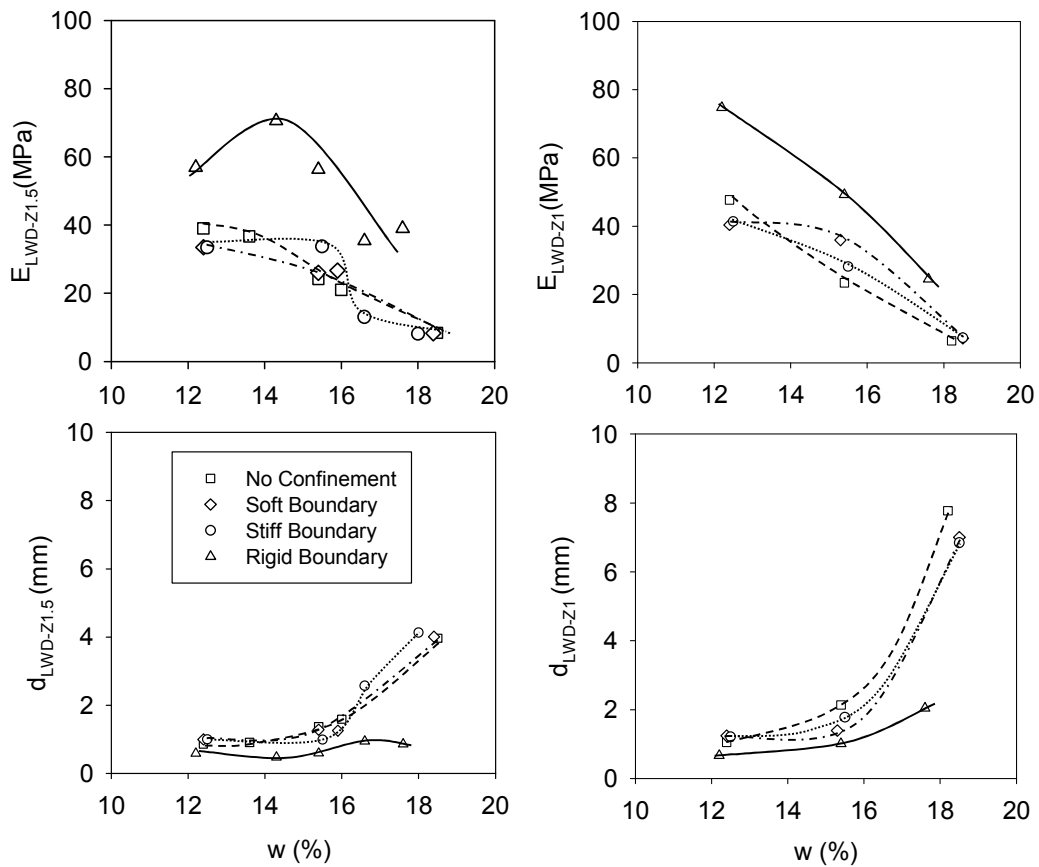 E_LWD-Z1.5(MPa)
100
80
60
40
20
0
10 12 14 16 18 20
E_LWD-Z1(MPa)
100
80
60
40
20
0
10 12 14 16 18 20
d_LWD-Z1.5 (mm)
10
8
6
4
2
0
No Confinement
Soft Boundary
Stiff Boundary
Rigid Boundary
10 12 14 16 18 20
w (%)
d_LWD-Z1 (mm)
10
8
6
4
2
0
10 12 14 16 18 20
w (%)